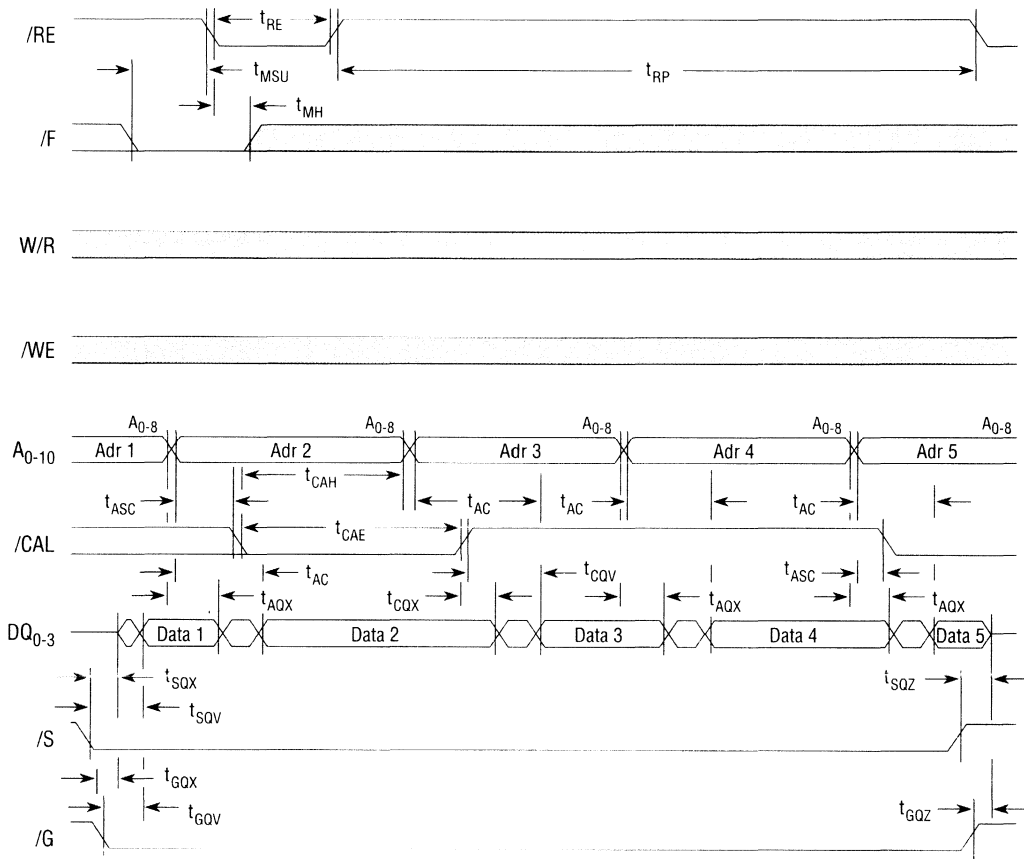 /RE
t_RE
t_MSU
t_RP
t_MH
/F
W/R
/WE
A_0-8 A_0-8 A_0-8 A_0-8 A_0-8
A_0-10 Adr 1 Adr 2 Adr 3 Adr 4 Adr 5
t_CAH
t_ASC t_AC t_AC t_AC
/CAL t_CAE
t_AC t_CQV t_ASC
t_AQX t_CQX t_AQX t_AQX
DQ_0-3 Data 1 Data 2 Data 3 Data 4 Data 5
t_SQX t_SQZ
t_SQV
/S
t_GQX
t_GQV t_GQZ
/G